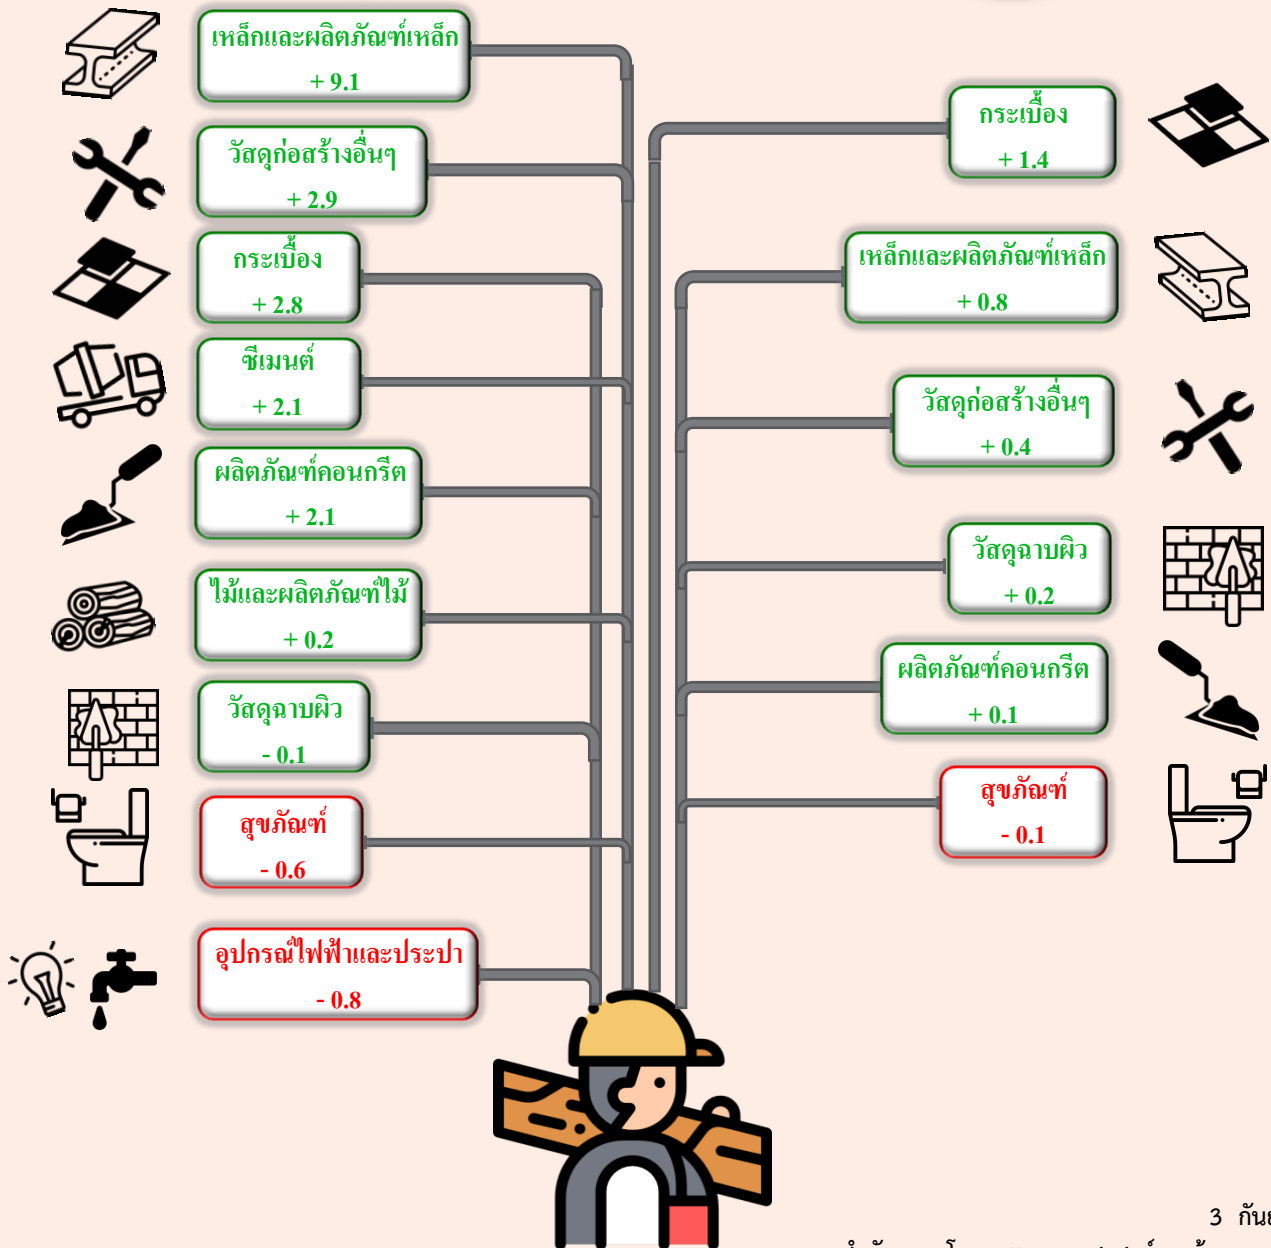 เหล็กและผลิตภัณฑ์เหล็ก
+ 9.1
วัสดุก่อสร้างอื่นๆ
+ 2.9
กระเบื้อง
+ 2.8
ซีเมนต์
+ 2.1
ผลิตภัณฑ์คอนกรีต
+ 2.1
ไม้และผลิตภัณฑ์ไม้
+ 0.2
วัสดุฉาบผิว
- 0.1
สุขภัณฑ์
- 0.6
อุปกรณ์ไฟฟ้าและประปา
- 0.8
กระเบื้อง
+ 1.4
เหล็กและผลิตภัณฑ์เหล็ก
+ 0.8
วัสดุก่อสร้างอื่นๆ
+ 0.4
วัสดุฉาบผิว
+ 0.2
ผลิตภัณฑ์คอนกรีต
+ 0.1
สุขภัณฑ์
- 0.1
3